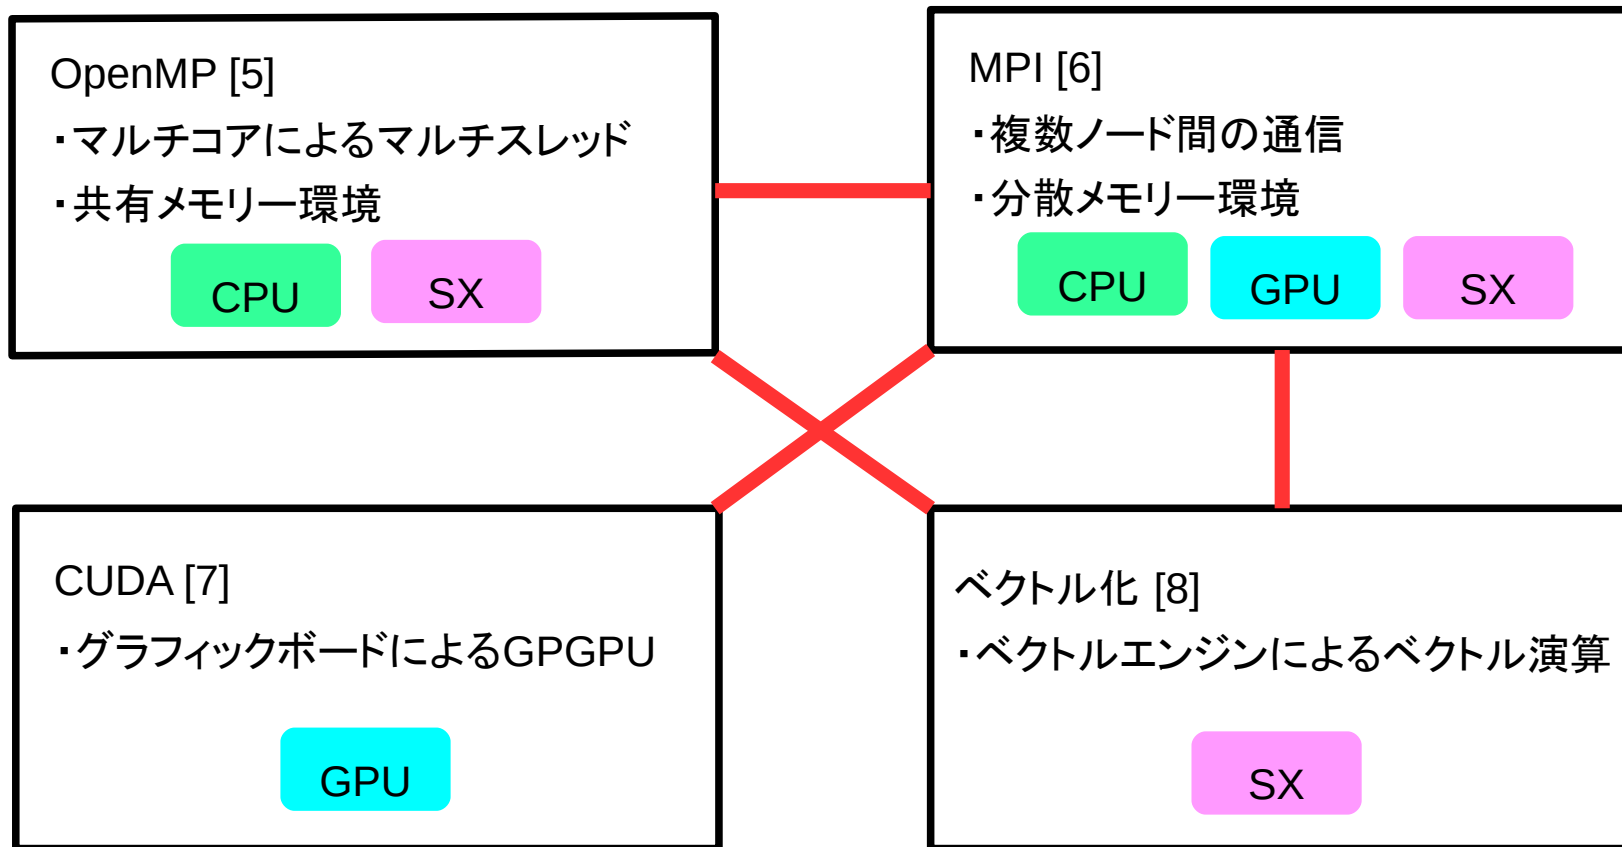 OpenMP [5]
・マルチコアによるマルチスレッド
・共有メモリー環境
CPU
SX
MPI [6]
・複数ノード間の通信
・分散メモリー環境
CPU
GPU
SX
CUDA [7]
・グラフィックボードによるGPGPU
GPU
ベクトル化 [8]
・ベクトルエンジンによるベクトル演算
SX